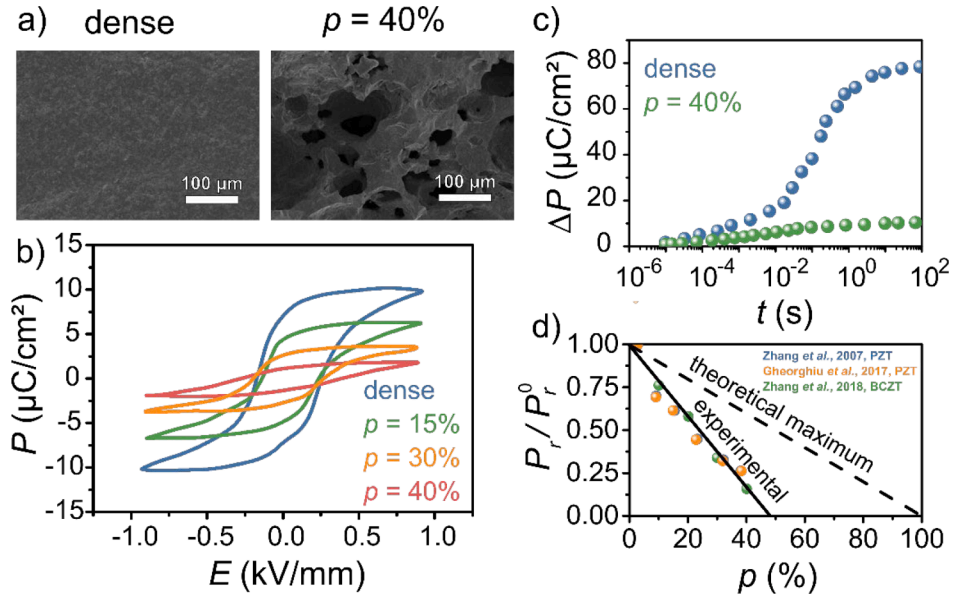 a)
dense
p = 40%
100 µm
100 µm
b)
P (µC/cm²)
15
10
5
0
-5
-10
-15
dense
p = 15%
p = 30%
p = 40%
-1.0 -0.5 0.0 0.5 1.0
E (kV/mm)
c)
ΔP (µC/cm²)
80
60
40
20
0
dense
p = 40%
10⁻⁶ 10⁻⁴ 10⁻² 10⁰ 10²
t (s)
d)
Pᵣ / Pᵣ⁰
1.00
0.75
0.50
0.25
0.00
Zhang et al., 2007, PZT
Gheorghiu et al. 2017, PZT
Zhang et al., 2018, BCZT
theoretical maximum
experimental
0 20 40 60 80 100
p (%)